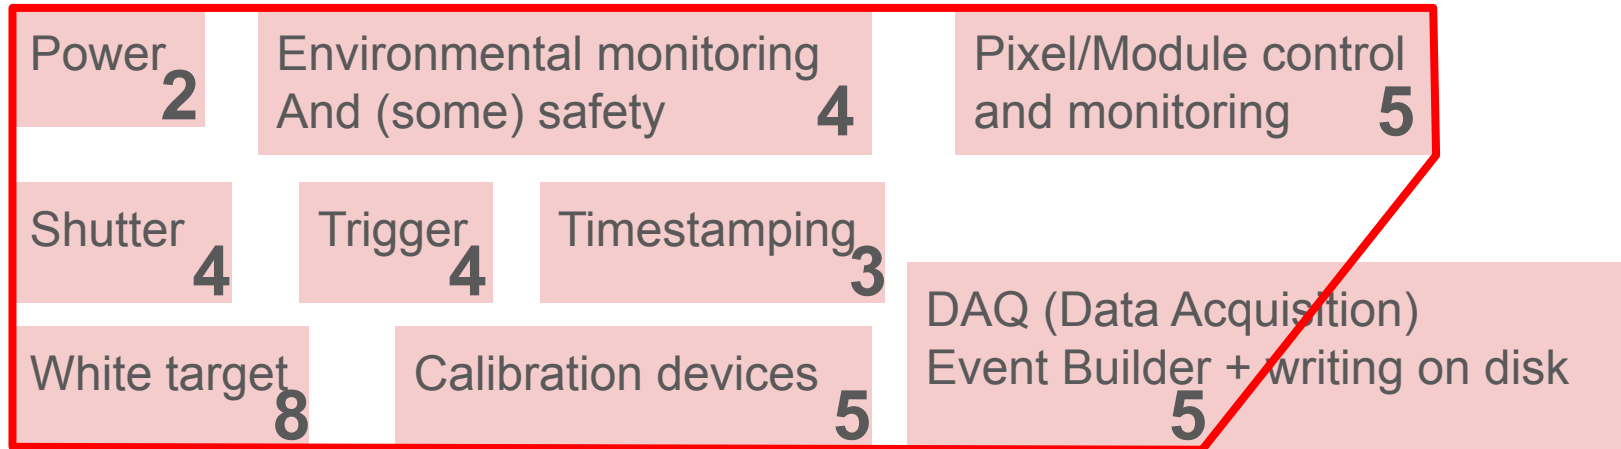 Power
2
Environmental monitoring
And (some) safety
4
Pixel/Module control
and monitoring
5
Shutter
4
Trigger
4
Timestamping
3
White target
8
Calibration devices
5
DAQ (Data Acquisition)
Event Builder + writing on disk
5